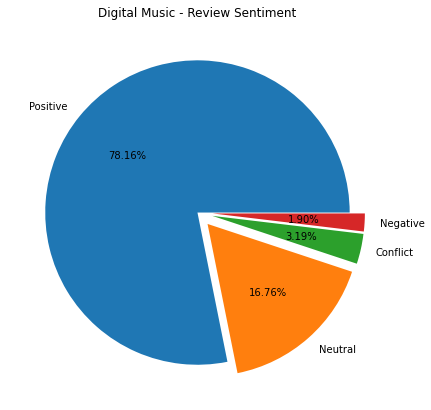 Digital Music - Review Sentiment
Positive
78.16%
1.90%
Negative
3.19%
Conflict
16.76%
Neutral